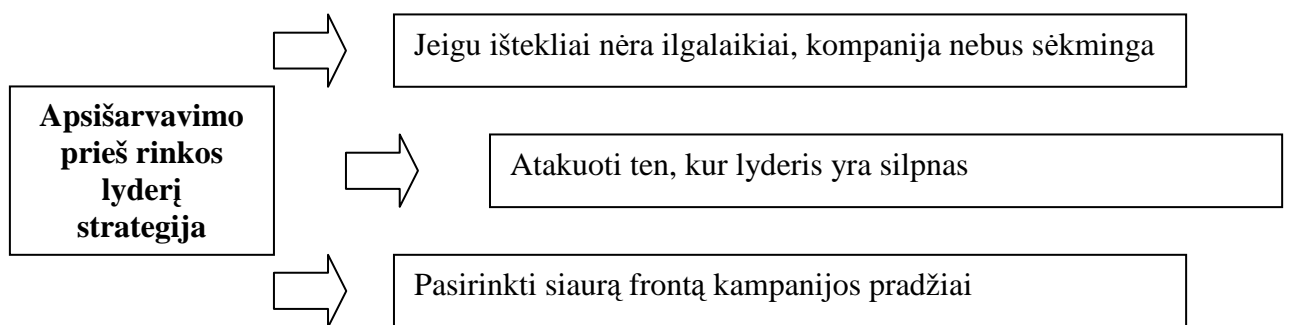 Jeigu ištekliai nėra ilgalaikiai, kompanija nebus sėkminga
Apsišarvavimo
prieš rinkos
lyderį
strategija
Atakuoti ten, kur lyderis yra silpnas
Pasirinkti siaurą frontą kampanijos pradžiai